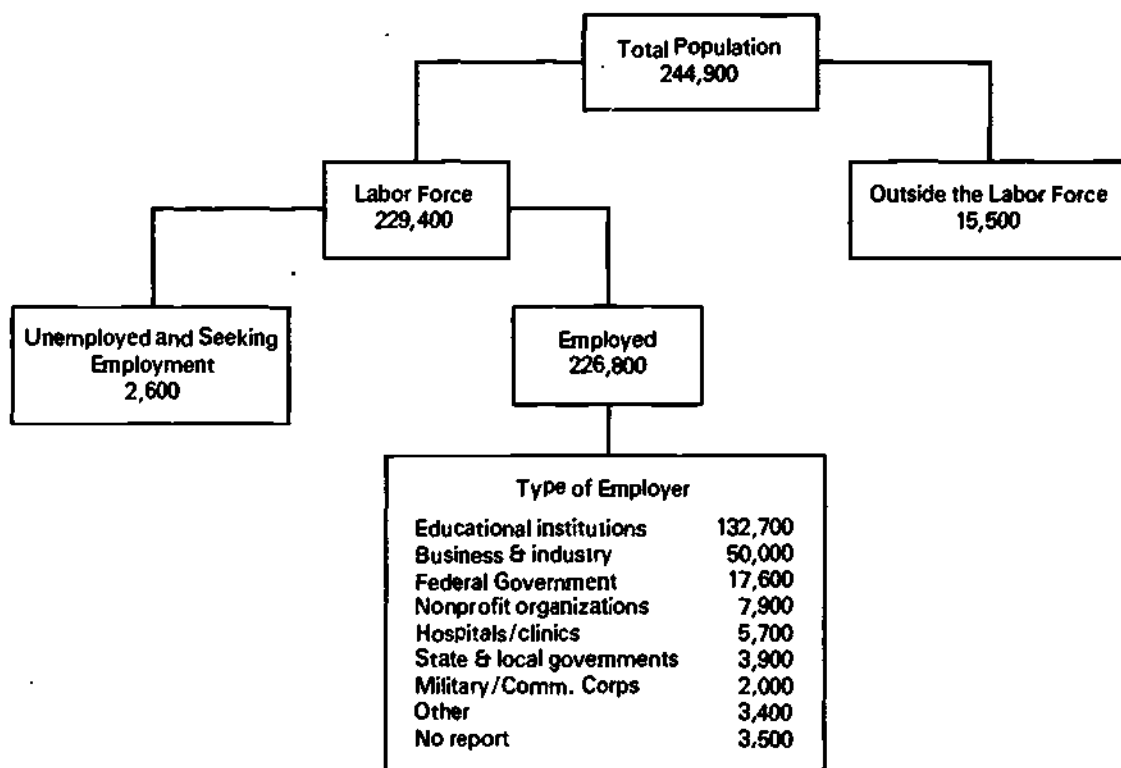 Total Population
244,900
Labor Force
229,400
Outside the Labor Force
15,500
Unemployed and Seeking
Employment
2,600
Employed
226,800
Type of Employer
Educational institutions 132,700
Business & industry 50,000
Federal Government 17,600
Nonprofit organizations 7,900
Hospitals/clinics 5,700
State & local governments 3,900
Military/Comm. Corps 2,000
Other 3,400
No report 3,500